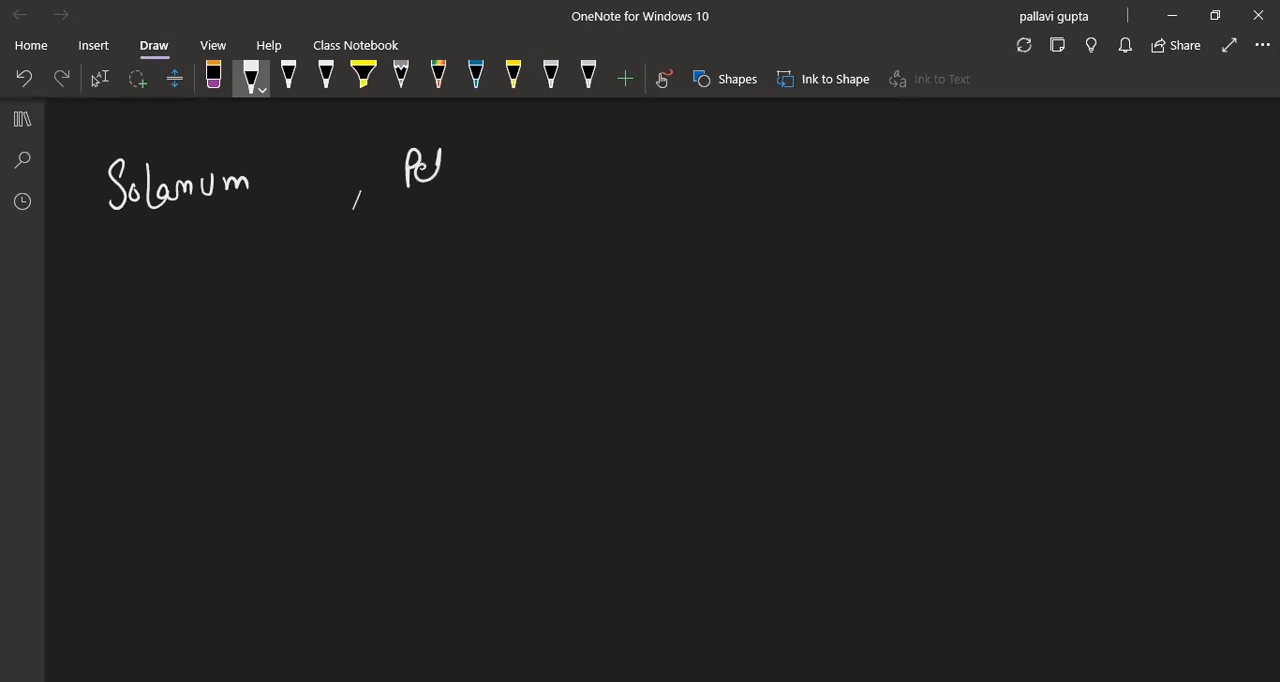 OneNote for Windows 10
pallavi gupta
Home Insert Draw View Help Class Notebook
Share
Shapes Ink to Shape Ink to Text
Solanum , Pet